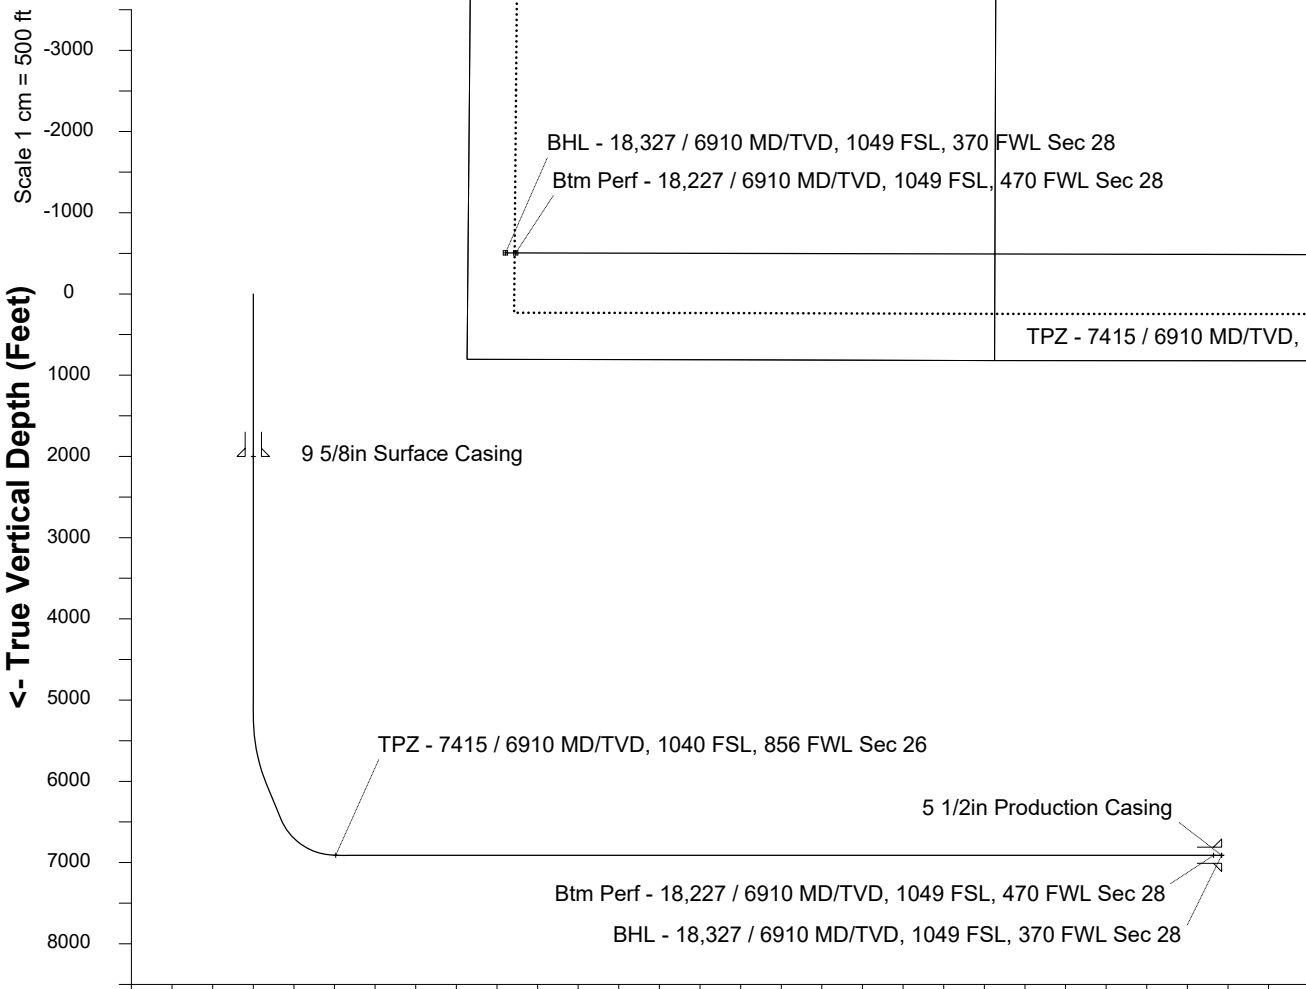 Scale 1 cm = 500 ft
<- True Vertical Depth (Feet)
-3000
-2000
-1000
0
1000
2000
3000
4000
5000
6000
7000
8000
BHL - 18,327 / 6910 MD/TVD, 1049 FSL, 370 FWL Sec 28
Btm Perf - 18,227 / 6910 MD/TVD, 1049 FSL, 470 FWL Sec 28
TPZ - 7415 / 6910 MD/TVD,
9 5/8in Surface Casing
TPZ - 7415 / 6910 MD/TVD, 1040 FSL, 856 FWL Sec 26
5 1/2in Production Casing
Btm Perf - 18,227 / 6910 MD/TVD, 1049 FSL, 470 FWL Sec 28
BHL - 18,327 / 6910 MD/TVD, 1049 FSL, 370 FWL Sec 28